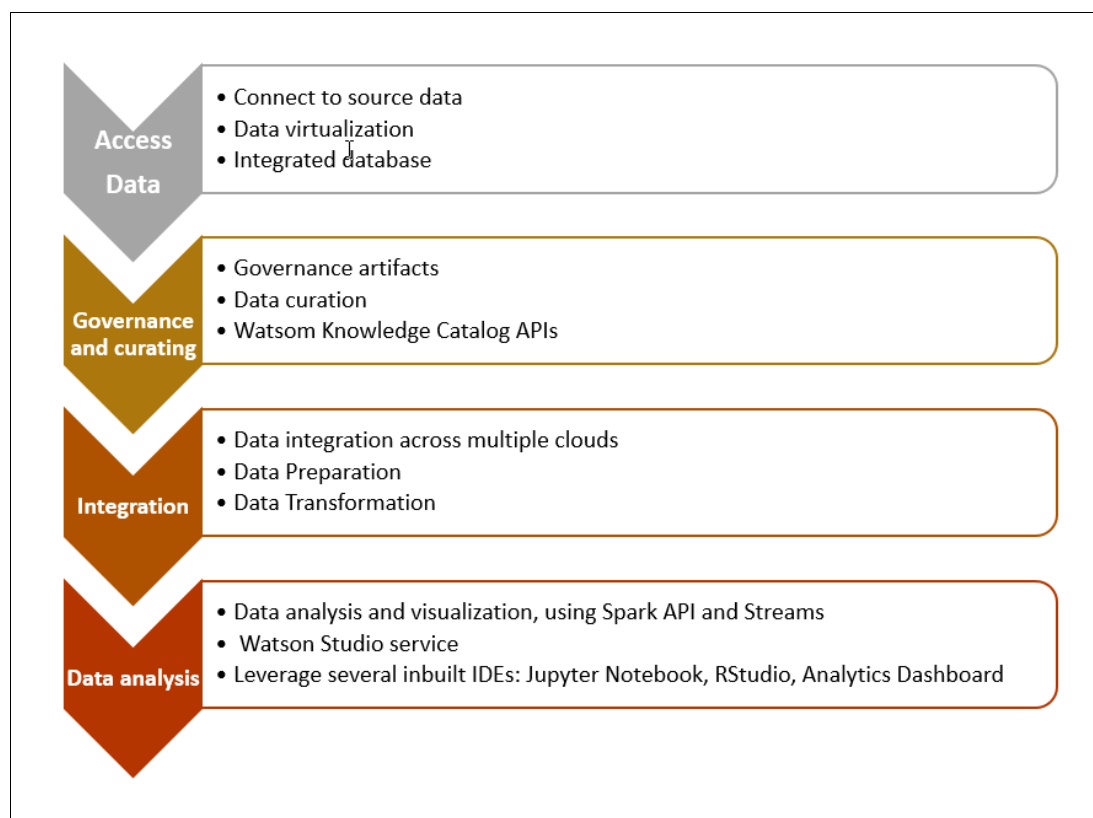 Access
Data
• Connect to source data
• Data virtualization
• Integrated database
Governance
and curating
• Governance artifacts
• Data curation
• Watsom Knowledge Catalog APIs
Integration
• Data integration across multiple clouds
• Data Preparation
• Data Transformation
Data analysis
• Data analysis and visualization, using Spark API and Streams
• Watson Studio service
• Leverage several inbuilt IDEs: Jupyter Notebook, RStudio, Analytics Dashboard